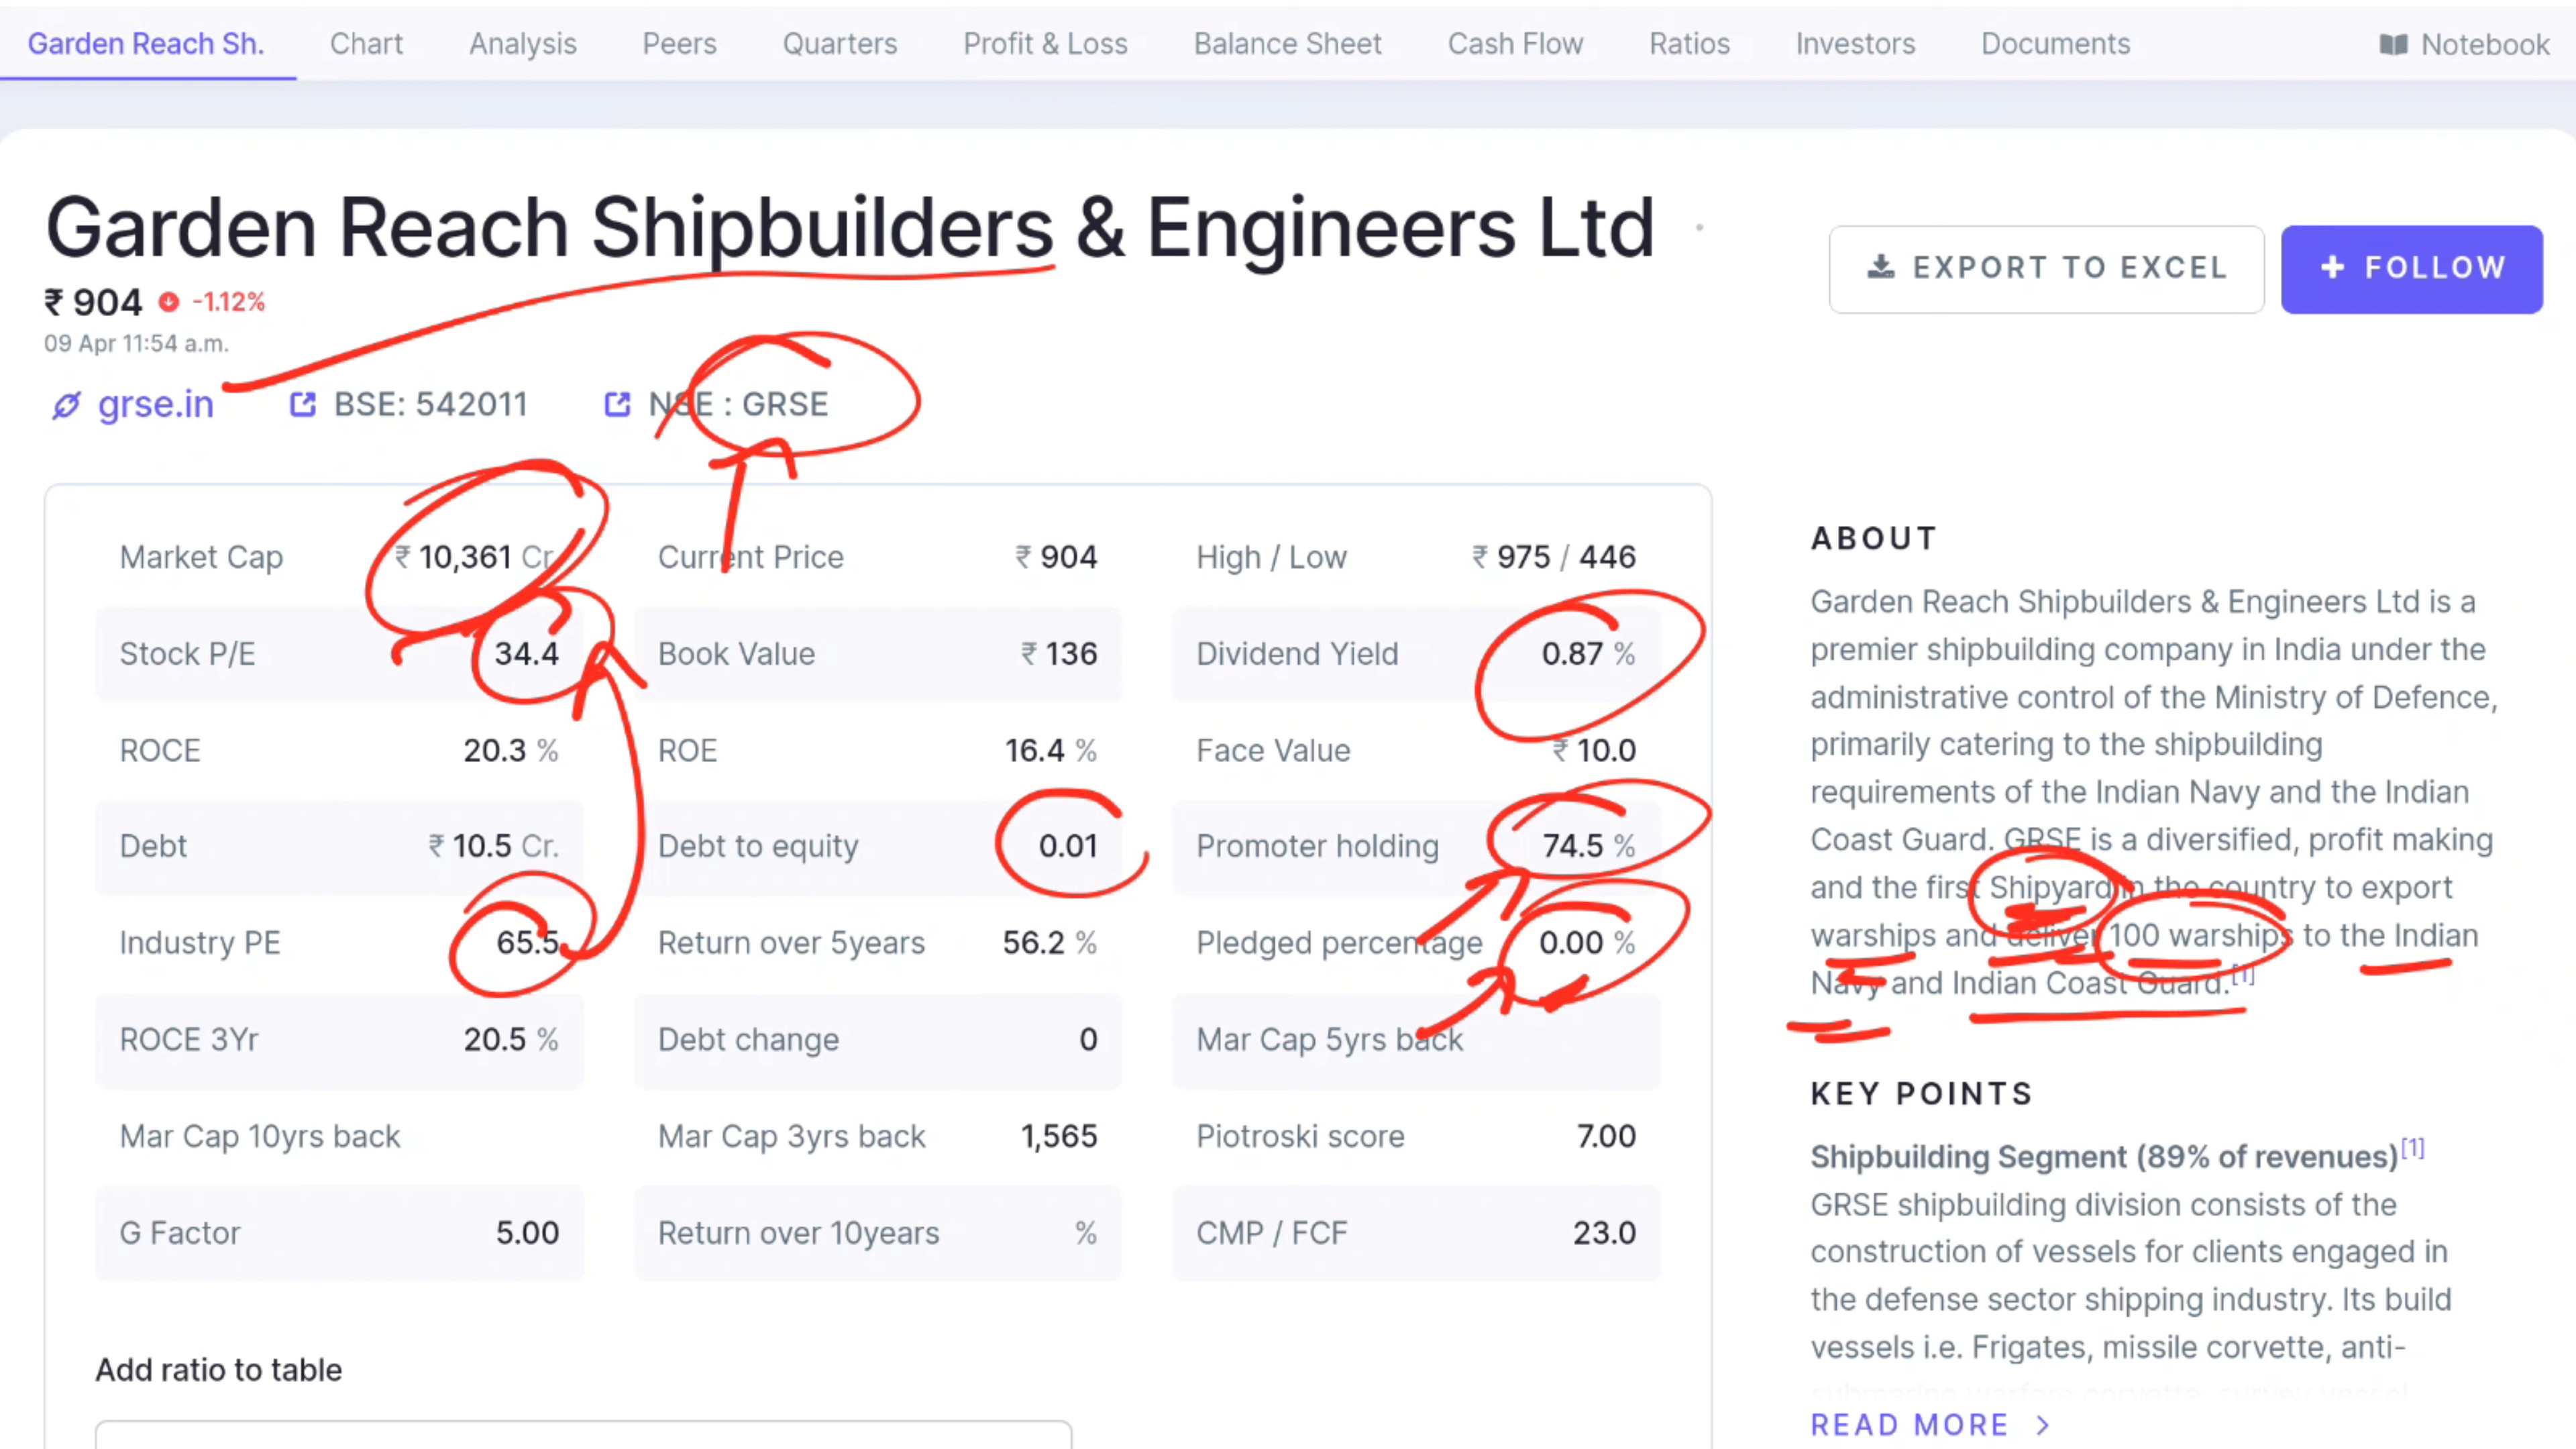 Garden Reach Sh. Chart Analysis Peers Quarters Profit & Loss Balance Sheet Cash Flow Ratios Investors Documents Notebook
Garden Reach Shipbuilders & Engineers Ltd
EXPORT TO EXCEL + FOLLOW
₹ 904 -1.12%
09 Apr 11:54 a.m.
grse.in BSE: 542011 NSE : GRSE
Market Cap ₹ 10,361 Cr. Current Price ₹ 904 High / Low ₹ 975 / 446
Stock P/E 34.4 Book Value ₹ 136 Dividend Yield 0.87 %
ROCE 20.3 % ROE 16.4 % Face Value ₹ 10.0
Debt ₹ 10.5 Cr. Debt to equity 0.01 Promoter holding 74.5 %
Industry PE 65.5 Return over 5years 56.2 % Pledged percentage 0.00 %
ROCE 3Yr 20.5 % Debt change 0 Mar Cap 5yrs back
Mar Cap 10yrs back Mar Cap 3yrs back 1,565 Piotroski score 7.00
G Factor 5.00 Return over 10years % CMP / FCF 23.0
Add ratio to table
ABOUT
Garden Reach Shipbuilders & Engineers Ltd is a
premier shipbuilding company in India under the
administrative control of the Ministry of Defence,
primarily catering to the shipbuilding
requirements of the Indian Navy and the Indian
Coast Guard. GRSE is a diversified, profit making
and the first Shipyard in the country to export
warships and deliver 100 warships to the Indian
Navy and Indian Coast Guard.[1]
KEY POINTS
Shipbuilding Segment (89% of revenues)[1]
GRSE shipbuilding division consists of the
construction of vessels for clients engaged in
the defense sector shipping industry. Its build
vessels i.e. Frigates, missile corvette, anti-
READ MORE >